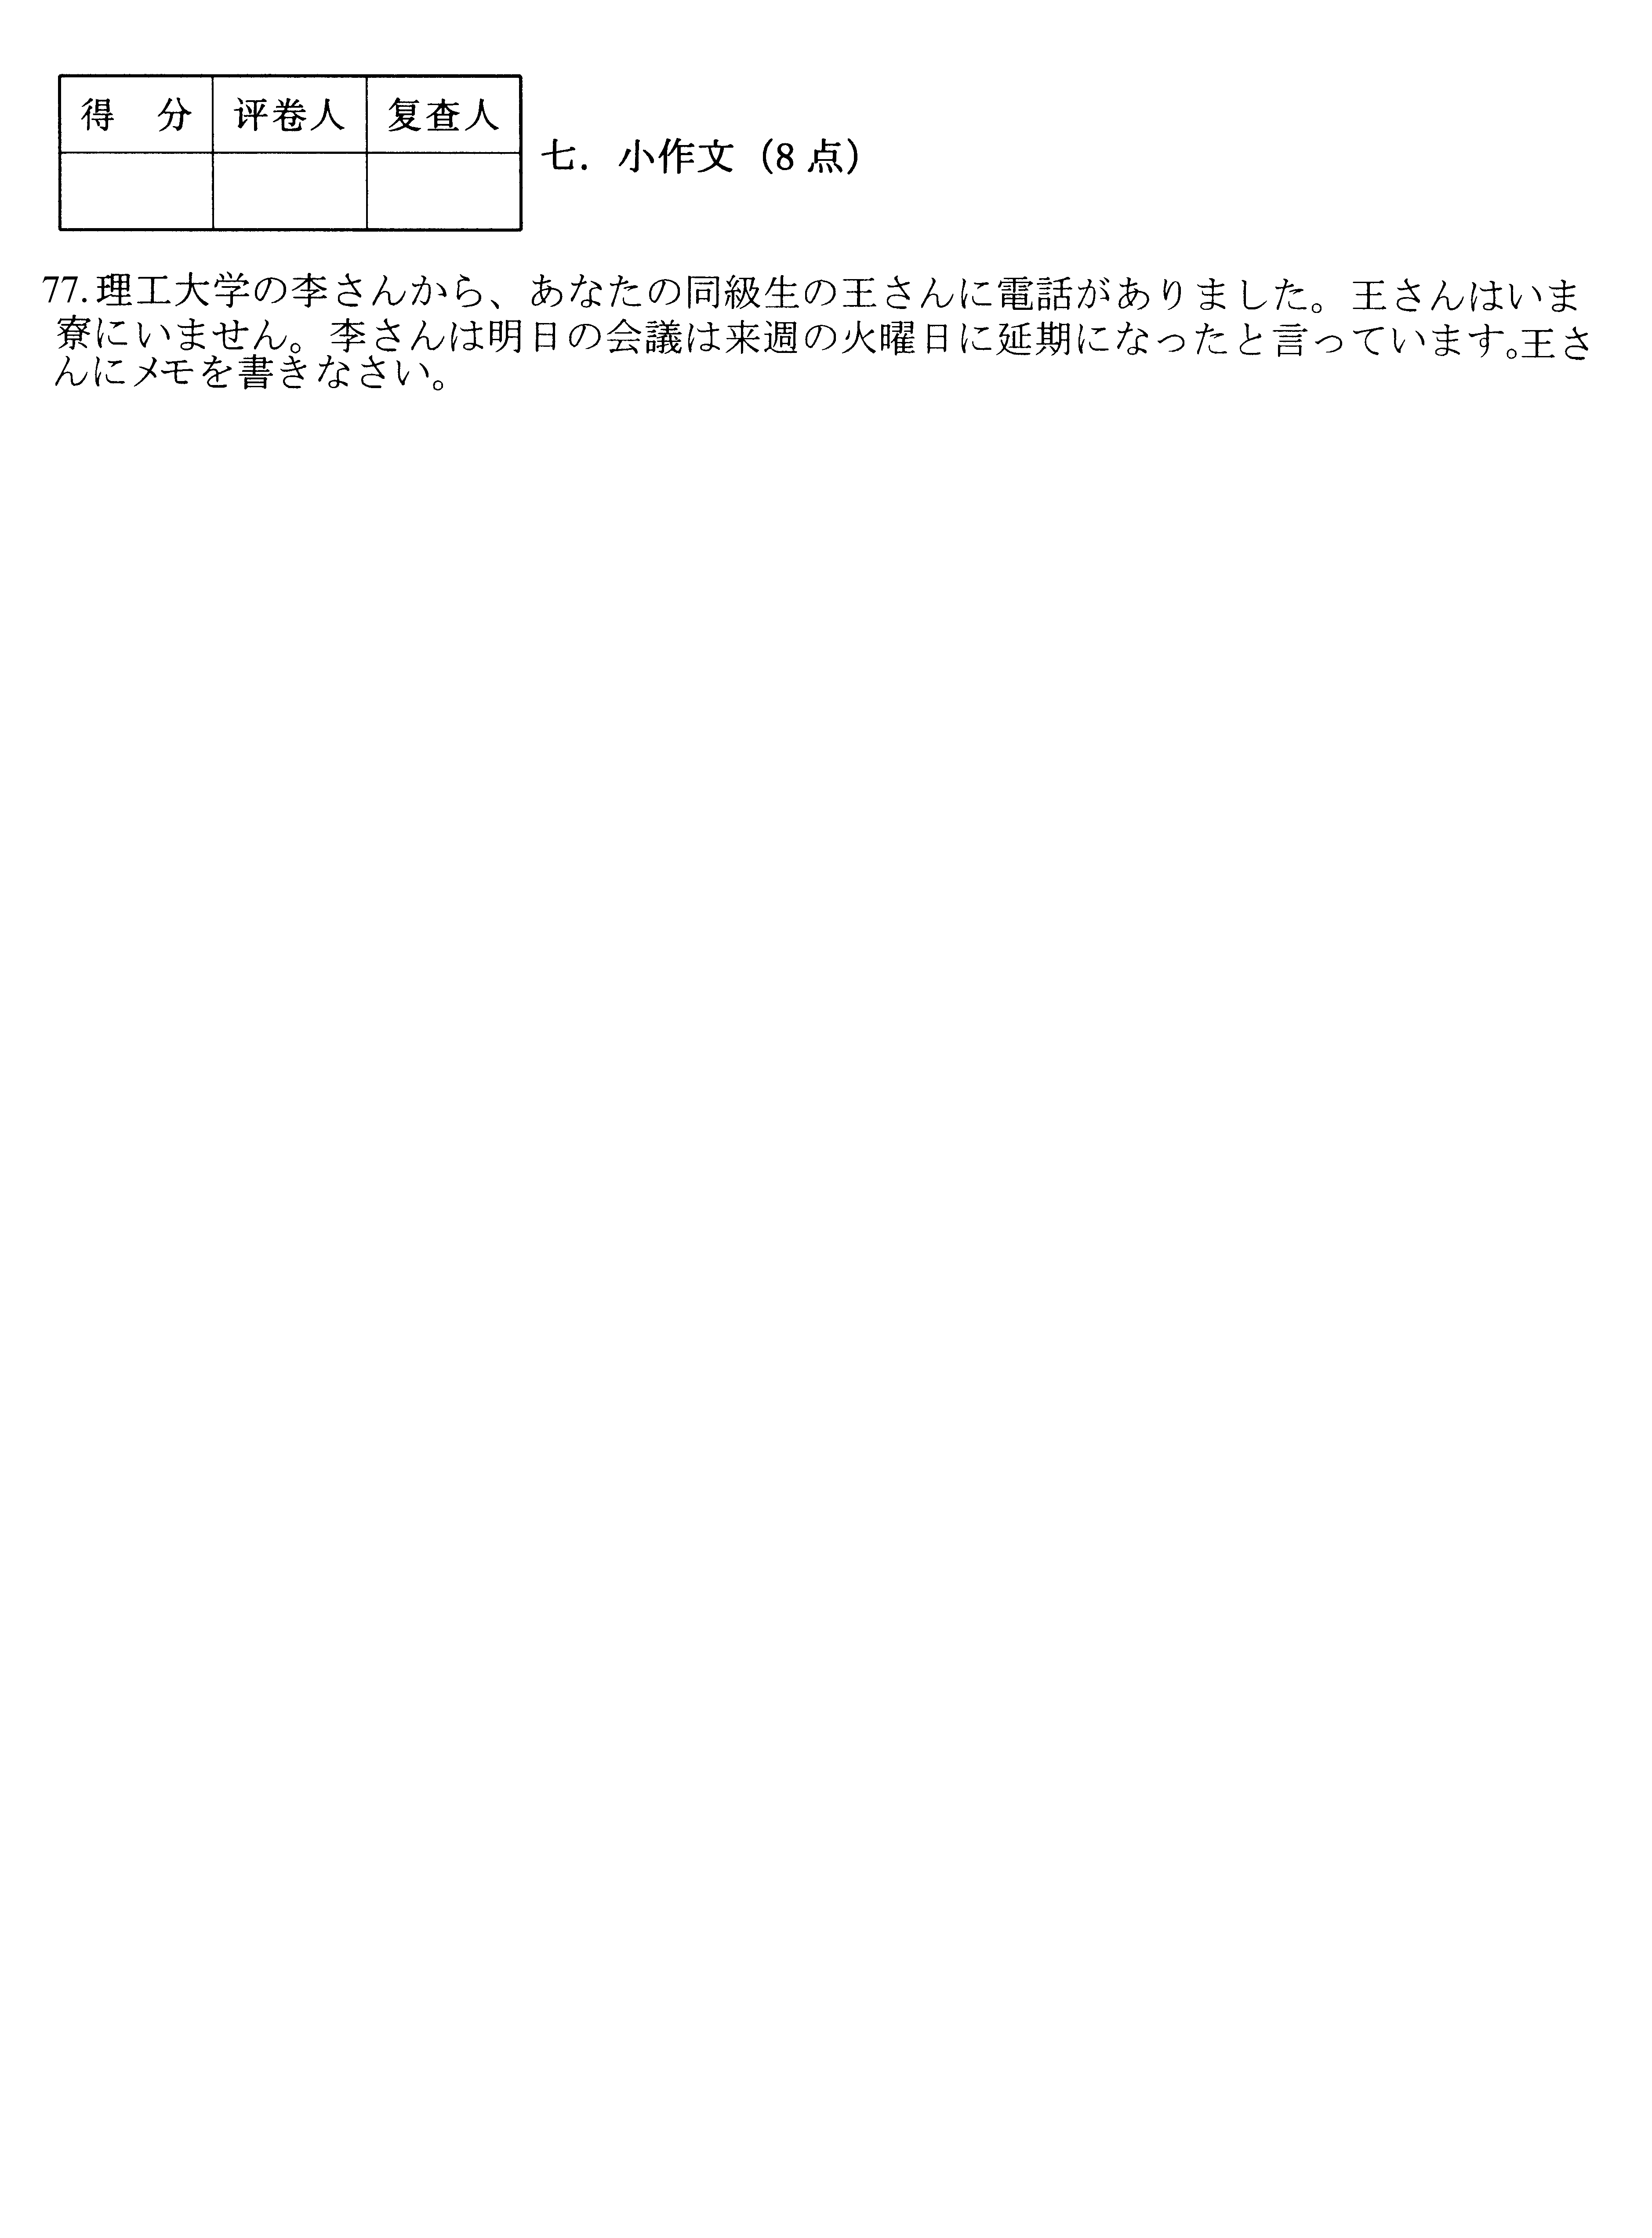 得 分 评卷人 复查人
七．小作文（8 点）
77. 理工大学の李さんから、あなたの同級生の王さんに電話がありました。王さんはいま
寮にいません。李さんは明日の会議は来週の火曜日に延期になったと言っています。王さ
んにメモを書きなさい。